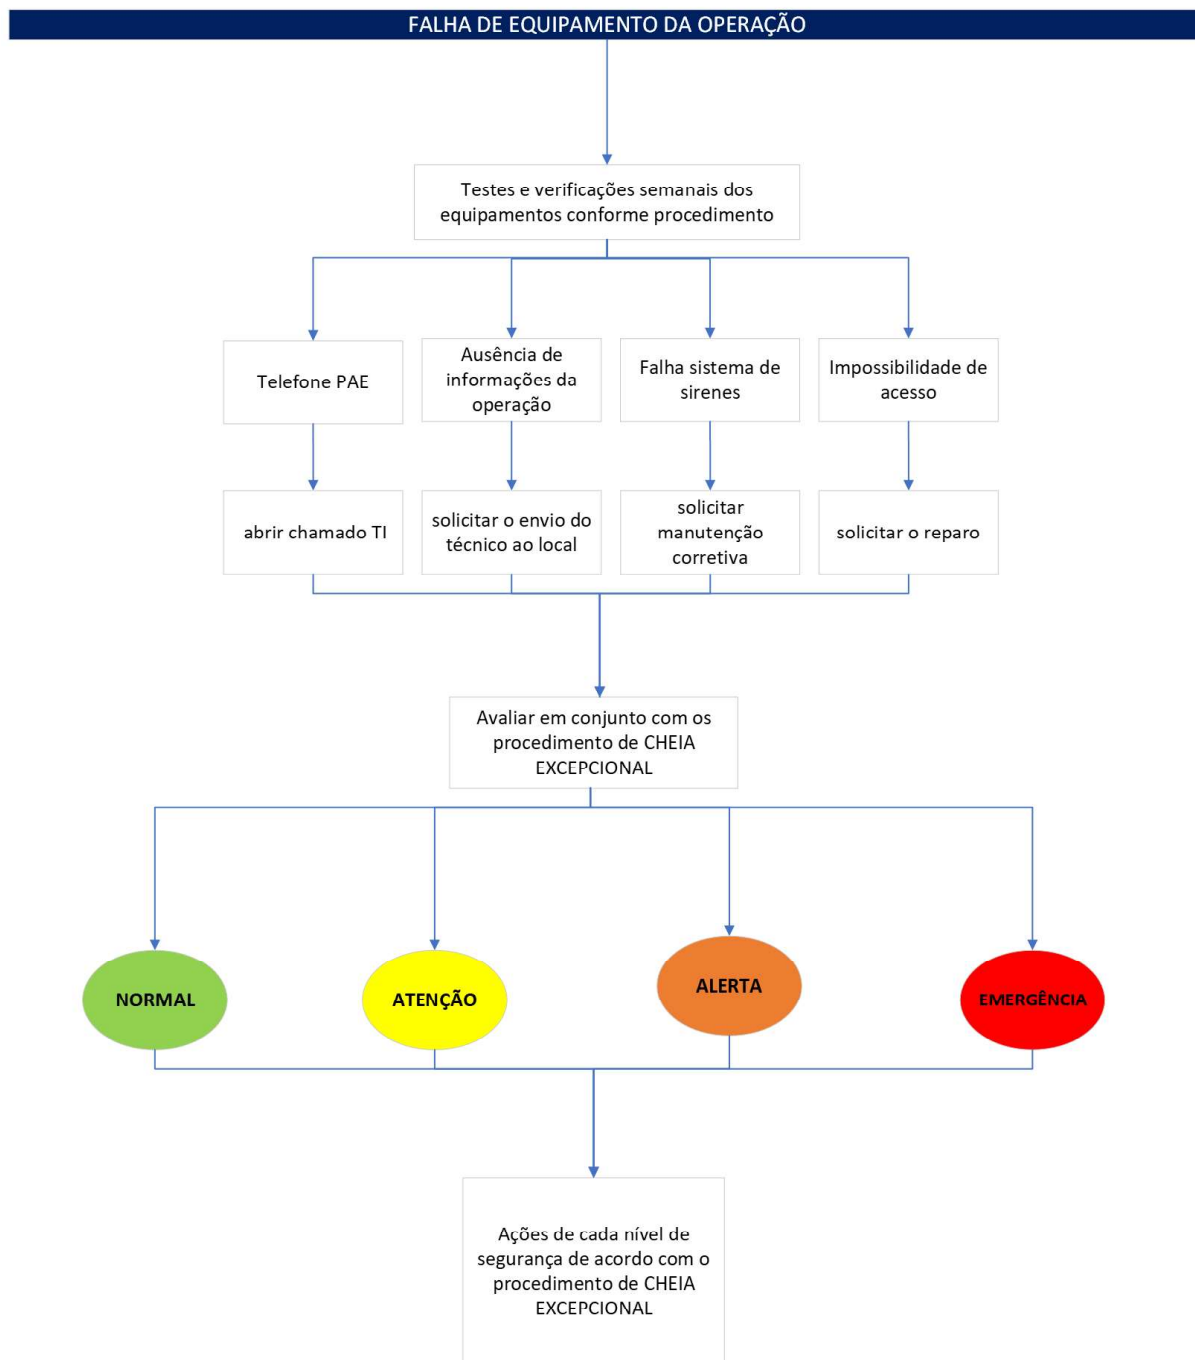 FALHA DE EQUIPAMENTO DA OPERAÇÃO
Testes e verificações semanais dos
equipamentos conforme procedimento
Telefone PAE
Ausência de
informações da
operação
Falha sistema de
sirenes
Impossibilidade de
acesso
abrir chamado TI
solicitar o envio do
técnico ao local
solicitar
manutenção
corretiva
solicitar o reparo
Avaliar em conjunto com os
procedimento de CHEIA
EXCEPCIONAL
NORMAL
ATENÇÃO
ALERTA
EMERGÊNCIA
Ações de cada nível de
segurança de acordo com o
procedimento de CHEIA
EXCEPCIONAL